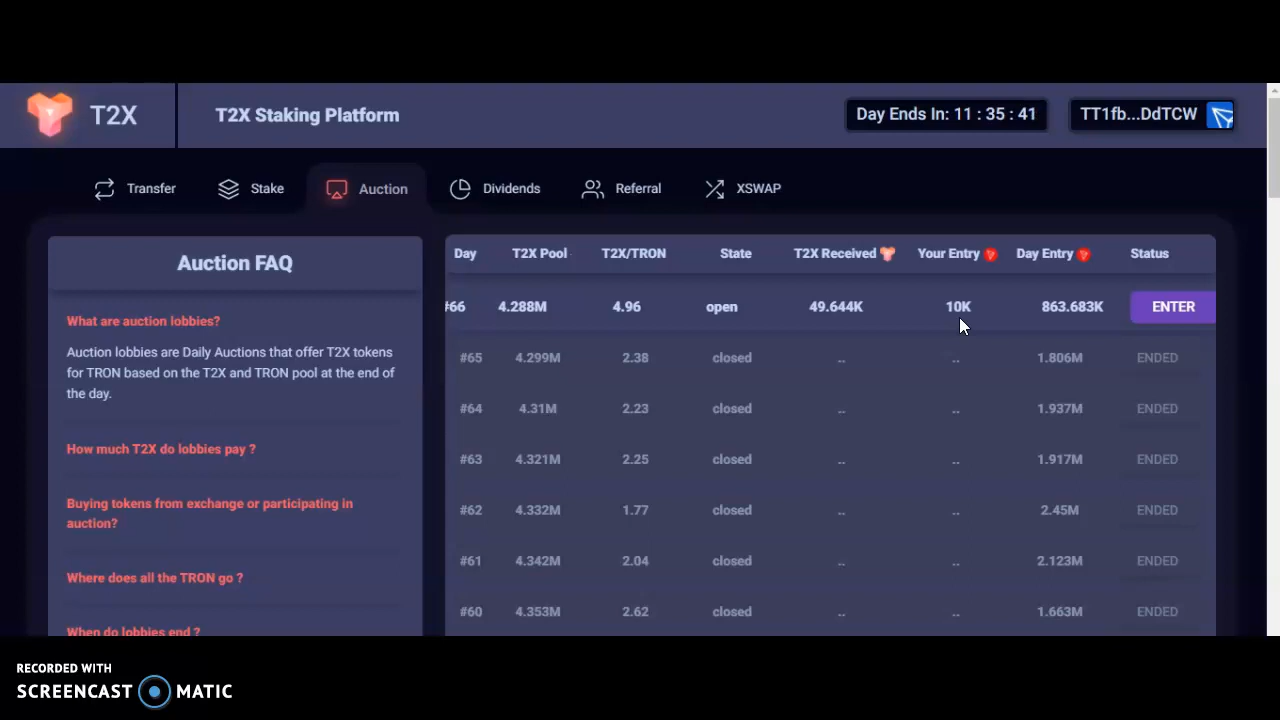 T2X
T2X Staking Platform
Day Ends In: 11 : 35 : 41
TT1fb...DdTCW
Transfer
Stake
Auction
Dividends
Referral
XSWAP
Auction FAQ
What are auction lobbies?
Auction lobbies are Daily Auctions that offer T2X tokens
for TRON based on the T2X and TRON pool at the end of
the day.
How much T2X do lobbies pay ?
Buying tokens from exchange or participating in
auction?
Where does all the TRON go ?
When do lobbies end ?
Day T2X Pool T2X/TRON State T2X Received Your Entry Day Entry Status
#66 4.288M 4.96 open 49.644K 10K 863.683K ENTER
#65 4.299M 2.38 closed .. .. 1.806M ENDED
#64 4.31M 2.23 closed .. .. 1.937M ENDED
#63 4.321M 2.25 closed .. .. 1.917M ENDED
#62 4.332M 1.77 closed .. .. 2.45M ENDED
#61 4.342M 2.04 closed .. .. 2.123M ENDED
#60 4.353M 2.62 closed .. .. 1.663M ENDED
RECORDED WITH
SCREENCAST MATIC